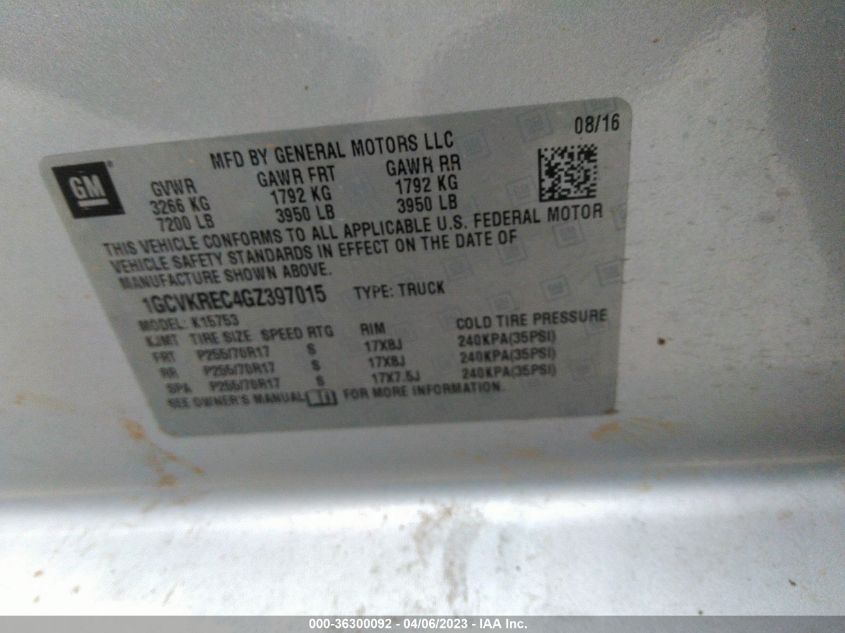 GM
MFD BY GENERAL MOTORS LLC
08/16
GVWR GAWR FRT GAWR RR
3266 KG 1792 KG 1792 KG
7200 LB 3950 LB 3950 LB
THIS VEHICLE CONFORMS TO ALL APPLICABLE U.S. FEDERAL MOTOR
VEHICLE SAFETY STANDARDS IN EFFECT ON THE DATE OF
MANUFACTURE SHOWN ABOVE.
1GCVKREC4GZ397015 TYPE: TRUCK
MODEL: K15753
TIRE SIZE SPEED RTG RIM COLD TIRE PRESSURE
FRT P255/70R17 S 17X8J 240KPA(35PSI)
RR P255/70R17 S 17X8J 240KPA(35PSI)
SPA P255/70R17 S 17X7.5J 240KPA(35PSI)
SEE OWNER'S MANUAL FOR MORE INFORMATION.
000-36300092 - 04/06/2023 - IAA Inc.